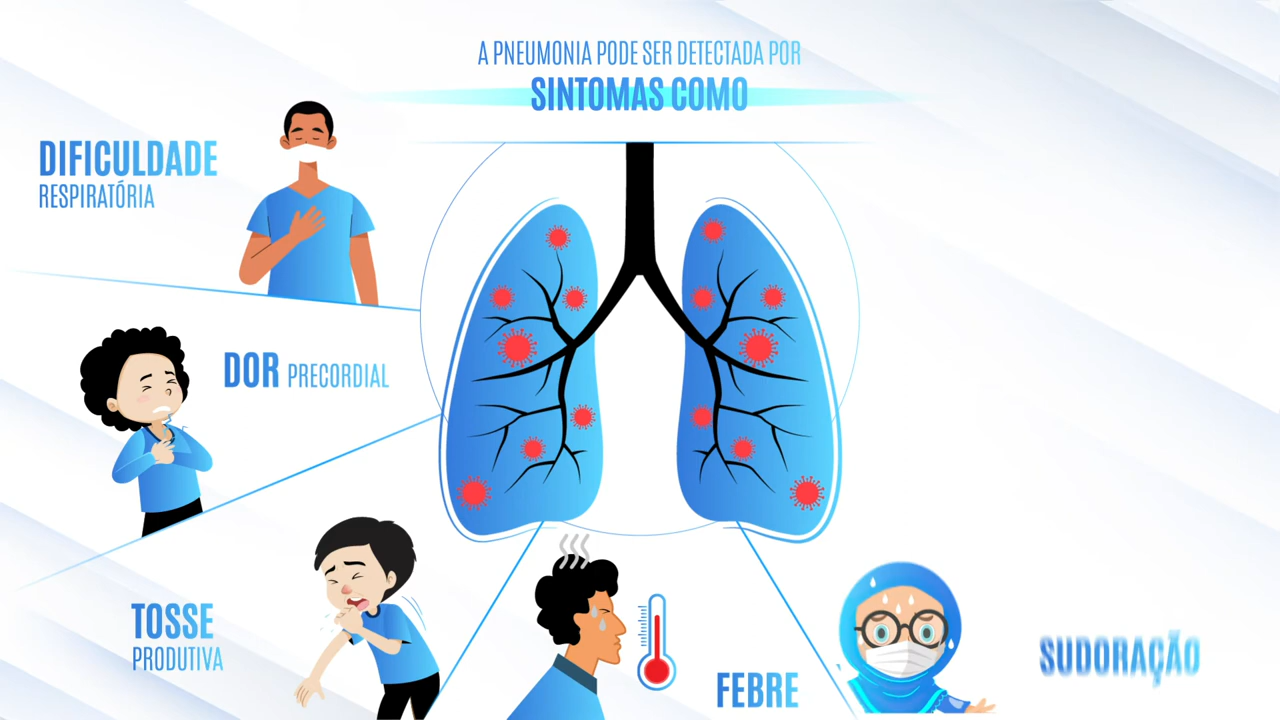 A PNEUMONIA PODE SER DETECTADA POR
SINTOMAS COMO
DIFICULDADE
RESPIRATÓRIA
DOR PRECORDIAL
TOSSE
PRODUTIVA
FEBRE
SUDORAÇÃO